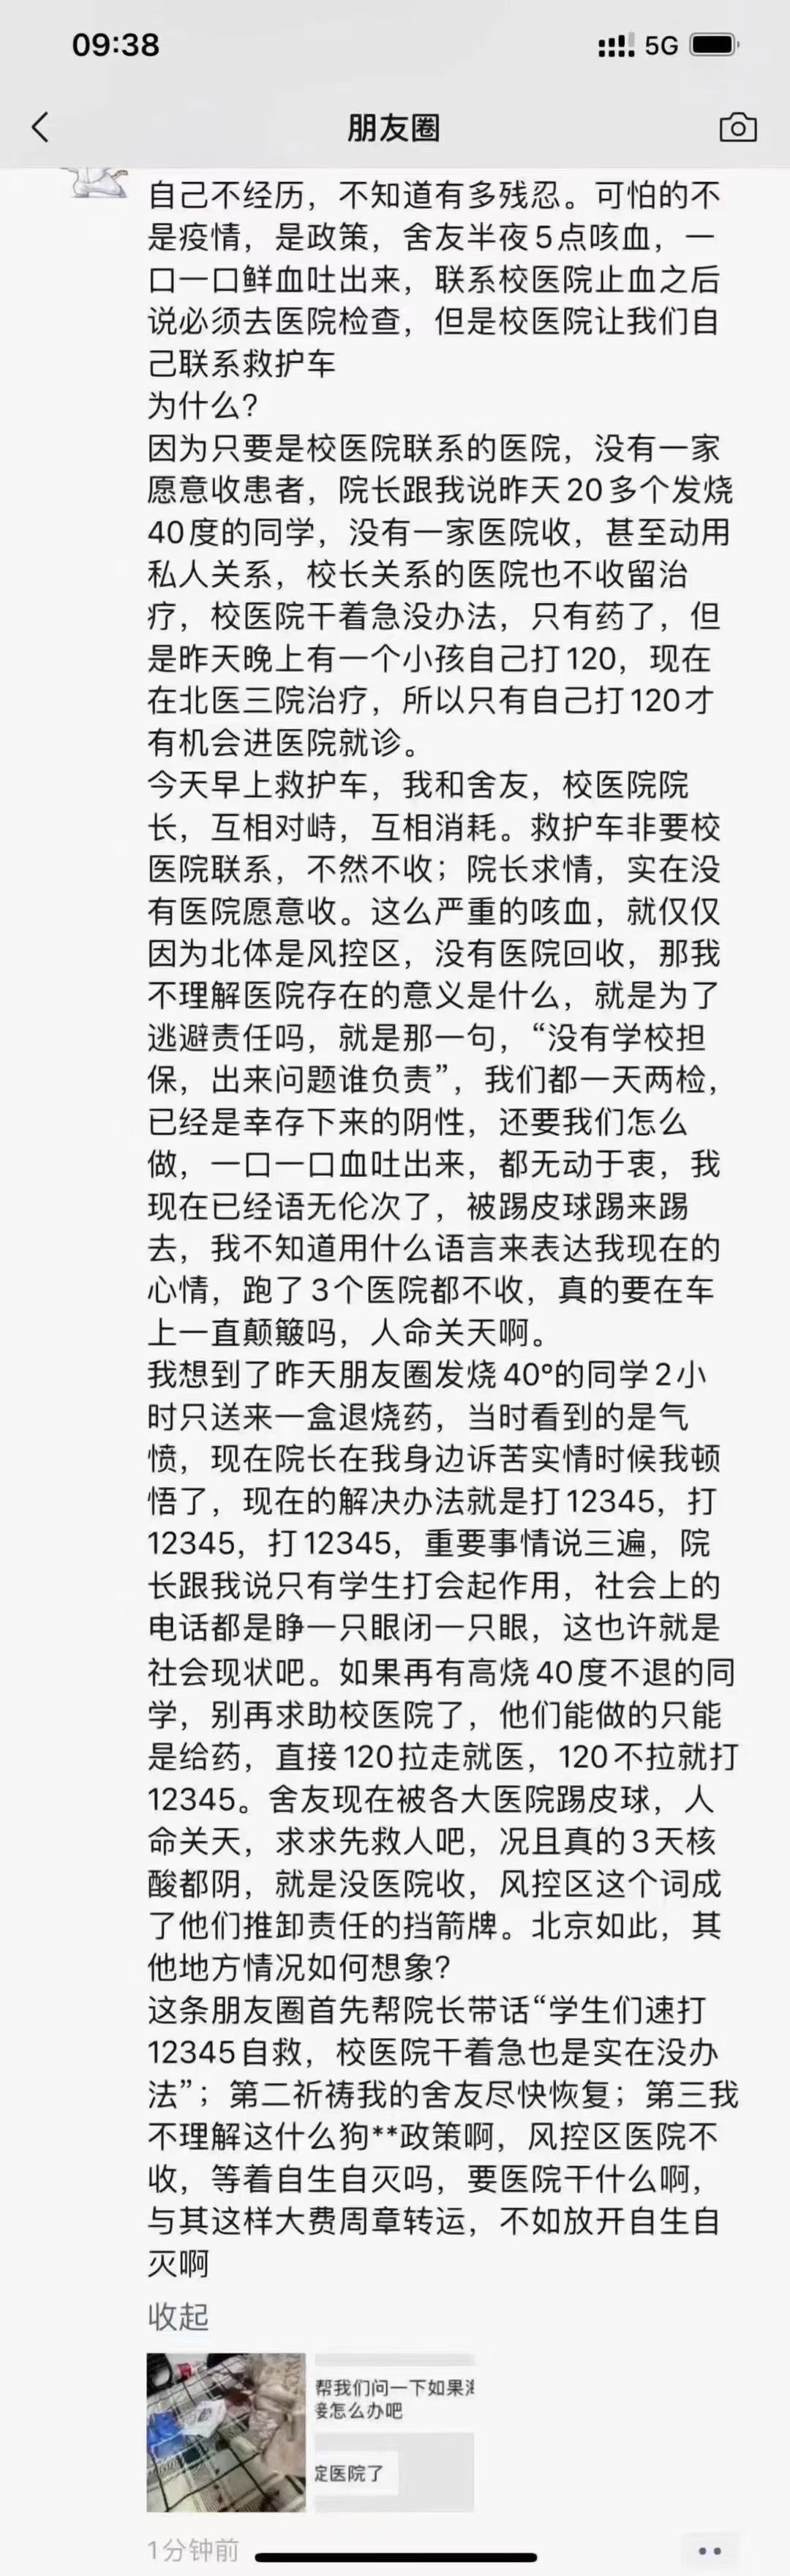 09:38
5G
朋友圈
自己不经历，不知道有多残忍。可怕的不
是疫情，是政策，舍友半夜5点咳血，一
口一口鲜血吐出来，联系校医院止血之后
说必须去医院检查，但是校医院让我们自
己联系救护车
为什么?
因为只要是校医院联系的医院，没有一家
愿意收患者，院长跟我说昨天20多个发烧
40度的同学，没有一家医院收，甚至动用
私人关系，校长关系的医院也不收留治
疗，校医院干着急没办法，只有药了，但
是昨天晚上有一个小孩自己打120，现在
在北医三院治疗，所以只有自己打120才
有机会进医院就诊。
今天早上救护车，我和舍友，校医院院
长，互相对峙，互相消耗。救护车非要校
医院联系，不然不收；院长求情，实在没
有医院愿意收。这么严重的咳血，就仅仅
因为北体是风控区，没有医院回收，那我
不理解医院存在的意义是什么，就是为了
逃避责任吗，就是那一句，“没有学校担
保，出来问题谁负责”，我们都一天两检，
已经是幸存下来的阴性，还要我们怎么
做，一口一口血吐出来，都无动于衷，我
现在已经语无伦次了，被踢皮球踢来踢
去，我不知道用什么语言来表达我现在的
心情，跑了3个医院都不收，真的要在车
上一直颠簸吗，人命关天啊。
我想到了昨天朋友圈发烧40°的同学2小
时只送来一盒退烧药，当时看到的是气
愤，现在院长在我身边诉苦实情时候我顿
悟了，现在的解决办法就是打12345，打
12345，打12345，重要事情说三遍，院
长跟我说只有学生打会起作用，社会上的
电话都是睁一只眼闭一只眼，这也许就是
社会现状吧。如果再有高烧40度不退的同
学，别再求助校医院了，他们能做的只能
是给药，直接120拉走就医，120不拉就打
12345。舍友现在被各大医院踢皮球，人
命关天，求求先救人吧，况且真的3天核
酸都阴，就是没医院收，风控区这个词成
了他们推卸责任的挡箭牌。北京如此，其
他地方情况如何想象?
这条朋友圈首先帮院长带话“学生们速打
12345自救，校医院干着急也是实在没办
法”；第二祈祷我的舍友尽快恢复；第三我
不理解这什么狗**政策啊，风控区医院不
收，等着自生自灭吗，要医院干什么啊，
与其这样大费周章转运，不如放开自生自
灭啊
收起
帮我们问一下如果
接怎么办吧
定医院了
1分钟前